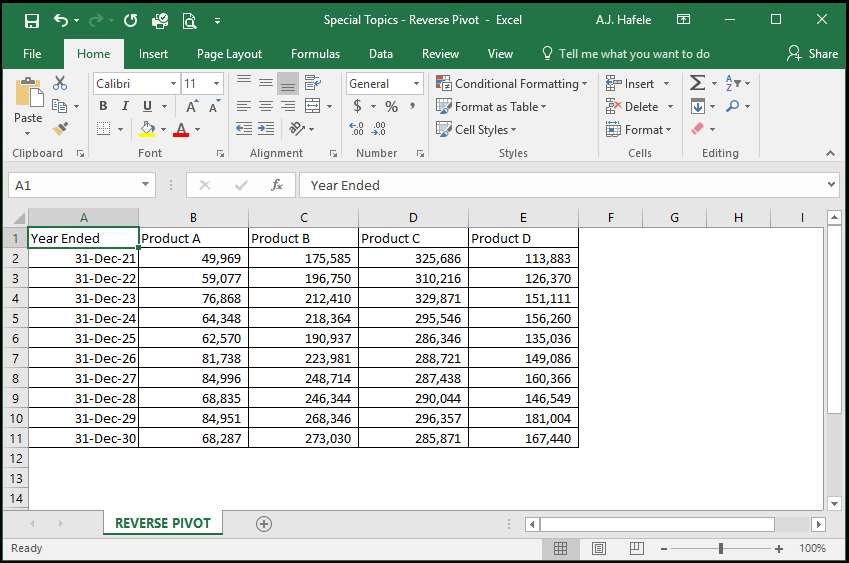 Special Topics - Reverse Pivot - Excel A.J. Hafele
File Home Insert Page Layout Formulas Data Review View Tell me what you want to do Share
Calibri 11 General Conditional Formatting Insert
Paste B I U A A $ % , Format as Table Delete
A .00 .0 Cell Styles Format
Clipboard Font Alignment Number Styles Cells Editing
A1 fx Year Ended
A B C D E F G H I
1 Year Ended Product A Product B Product C Product D
2 31-Dec-21 49,969 175,585 325,686 113,883
3 31-Dec-22 59,077 196,750 310,216 126,370
4 31-Dec-23 76,868 212,410 329,871 151,111
5 31-Dec-24 64,348 218,364 295,546 156,260
6 31-Dec-25 62,570 190,937 286,346 135,036
7 31-Dec-26 81,738 223,981 288,721 149,086
8 31-Dec-27 84,996 248,714 287,438 160,366
9 31-Dec-28 68,835 246,344 290,044 146,549
10 31-Dec-29 84,951 268,346 296,357 181,004
11 31-Dec-30 68,287 273,030 285,871 167,440
12
13
14
REVERSE PIVOT
Ready 100%